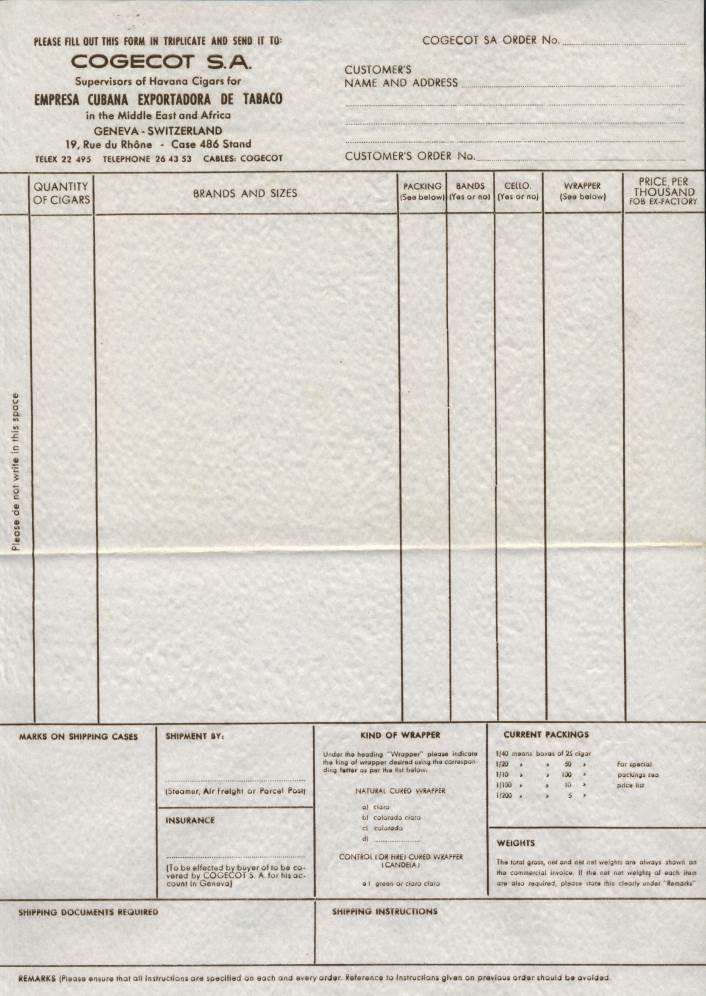 PLEASE FILL OUT THIS FORM IN TRIPLICATE AND SEND IT TO:
COGECOT S.A.
Supervisors of Havana Cigars for
EMPRESA CUBANA EXPORTADORA DE TABACO
in the Middle East and Africa
GENEVA - SWITZERLAND
19, Rue du Rhône - Case 486 Stand
TELEX 22 495 TELEPHONE 26 43 53 CABLES: COGECOT
COGECOT SA ORDER No.
CUSTOMER'S
NAME AND ADDRESS
CUSTOMER'S ORDER No.
QUANTITY
OF CIGARS
BRANDS AND SIZES
PACKING
(See below)
BANDS
(Yes or no)
CELLO.
(Yes or no)
WRAPPER
(See below)
PRICE PER
THOUSAND
FOB EX-FACTORY
Please de not write in this space
MARKS ON SHIPPING CASES
SHIPMENT BY:
(Steamer, Air freight or Parcel Post)
INSURANCE
(To be effected by buyer of to be co-
vered by COGECOT S. A. for his ac-
count in Geneva)
KIND OF WRAPPER
Under the heading "Wrapper" please indicate
the king of wrapper desired using the correspon-
ding letter as per the list below.
NATURAL CURED WRAPPER
a) claro
b) colorado claro
c) colorado
d)
CONTROL (OR FIRE) CURED WRAPPER
(CANDELA)
e) green or claro claro
CURRENT PACKINGS
1/40 means boxes of 25 cigar
1/20 » » 50 » For special
1/10 » » 100 » packings see
1/100 » » 10 » price list
1/200 » » 5 »
WEIGHTS
The total gross, net and net net weights are always shown on
the commercial invoice. If the net net weights of each item
are also required, please state this clearly under "Remarks"
SHIPPING DOCUMENTS REQUIRED
SHIPPING INSTRUCTIONS
REMARKS (Please ensure that all instructions are specified on each and every order. Reference to instructions given on previous order should be avoided.